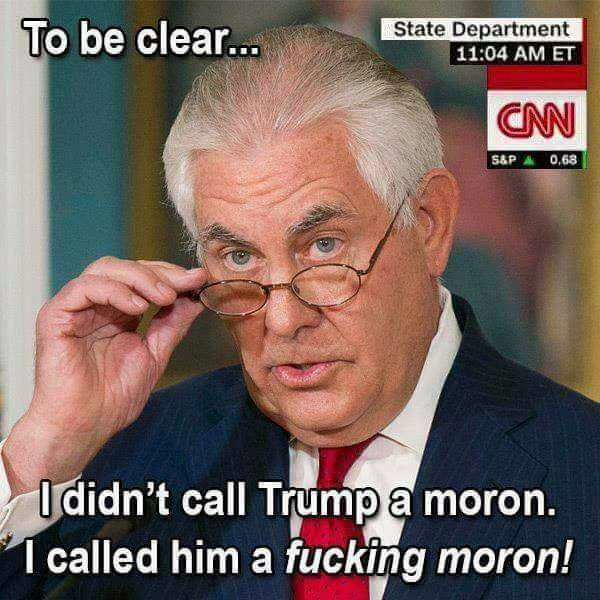 To be clear...
State Department
11:04 AM ET
CNN
S&P ▲ 0.68
I didn't call Trump a moron.
I called him a fucking moron!